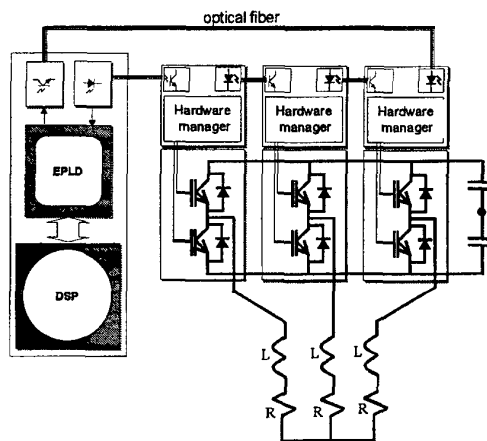 optical fiber
Hardware
manager
Hardware
manager
Hardware
manager
EPLD
DSP
L
L
L
R
R
R